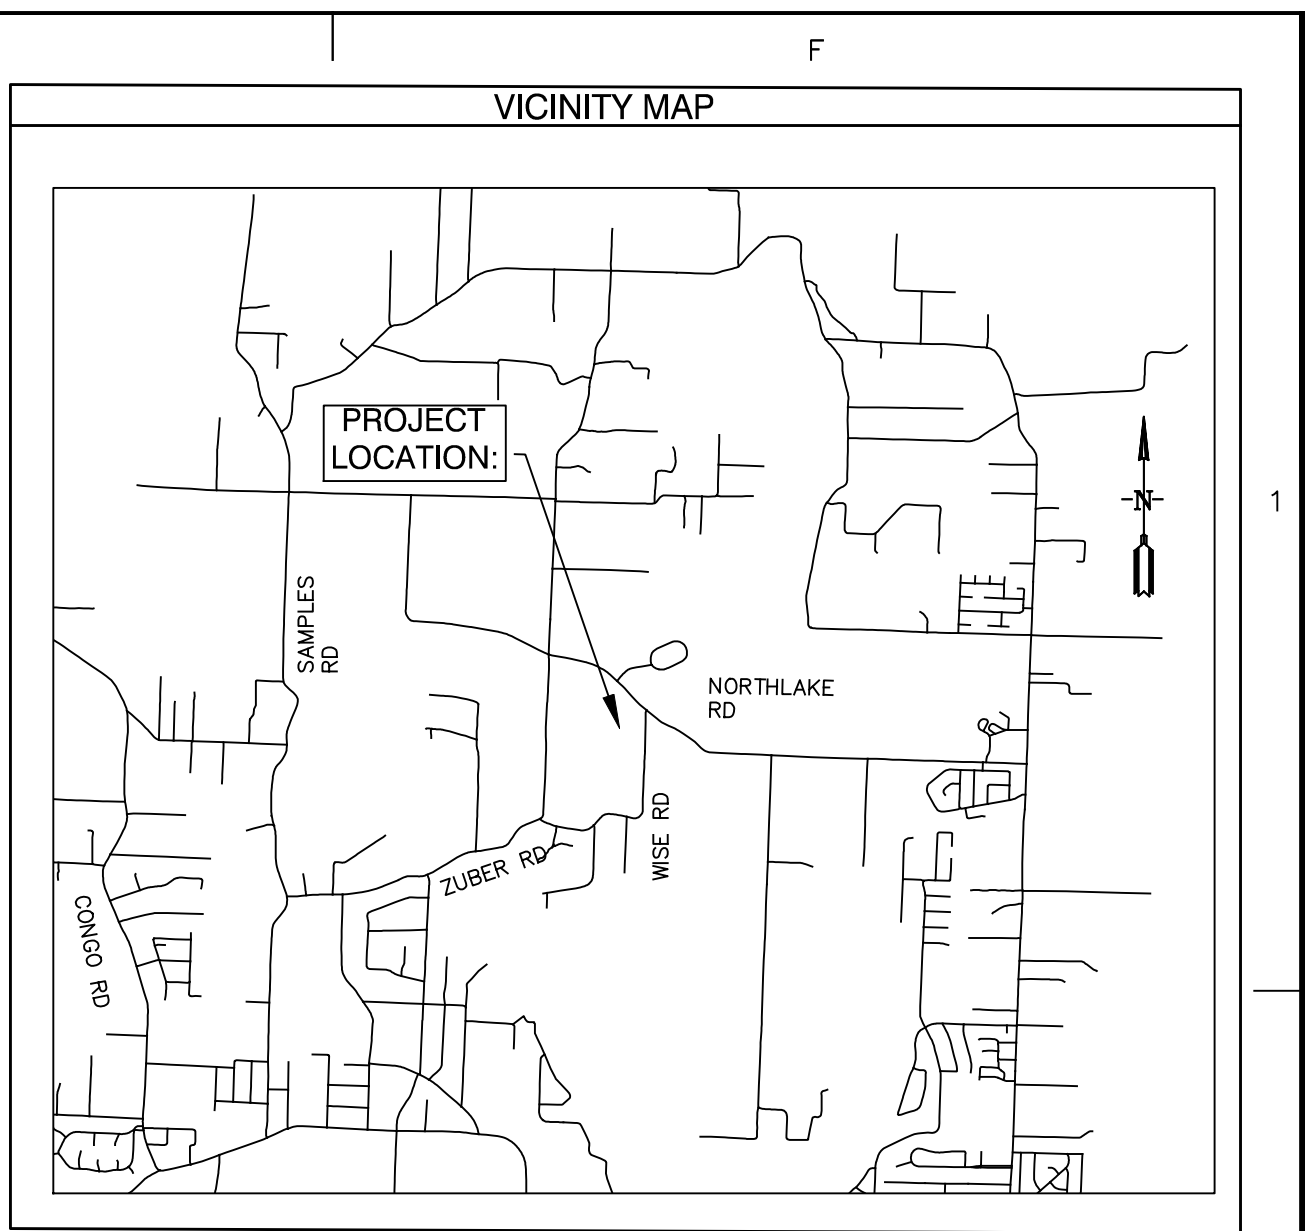 F
VICINITY MAP
PROJECT
LOCATION:
-N-
1
SAMPLES
RD
NORTHLAKE
RD
WISE RD
ZUBER RD
CONGO RD